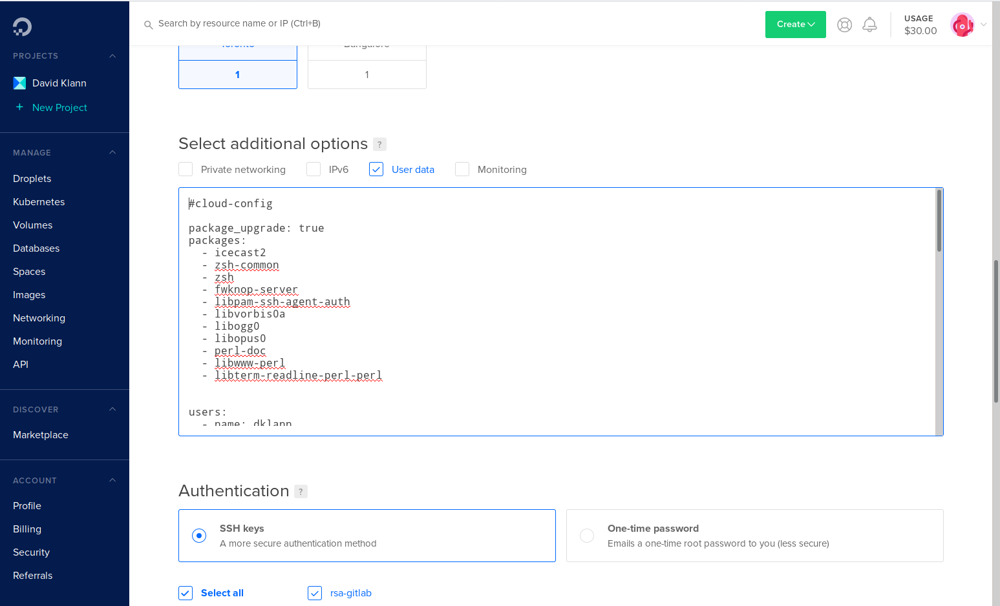 Search by resource name or IP (Ctrl+B)
Create
USAGE
$30.00
PROJECTS
David Klann
+ New Project
MANAGE
Droplets
Kubernetes
Volumes
Databases
Spaces
Images
Networking
Monitoring
API
DISCOVER
Marketplace
ACCOUNT
Profile
Billing
Security
Referrals
Toronto
Bangalore
1
1
Select additional options ?
Private networking
IPv6
User data
Monitoring
#cloud-config
package_upgrade: true
packages:
- icecast2
- zsh-common
- zsh
- fwknop-server
- libpam-ssh-agent-auth
- libvorbis0a
- libogg0
- libopus0
- perl-doc
- libwww-perl
- libterm-readline-perl-perl
users:
- name: dklann
Authentication ?
SSH keys
A more secure authentication method
One-time password
Emails a one-time root password to you (less secure)
Select all
rsa-gitlab